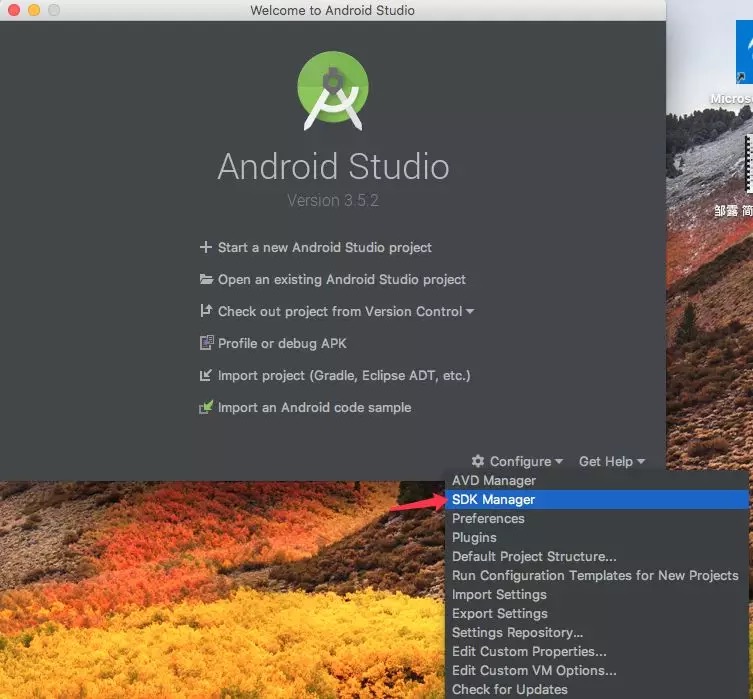 Welcome to Android Studio
Android Studio
Version 3.5.2
Start a new Android Studio project
Open an existing Android Studio project
Check out project from Version Control
Profile or debug APK
Import project (Gradle, Eclipse ADT, etc.)
Import an Android code sample
Configure
Get Help
AVD Manager
SDK Manager
Preferences
Plugins
Default Project Structure...
Run Configuration Templates for New Projects
Import Settings
Export Settings
Settings Repository...
Edit Custom Properties...
Edit Custom VM Options...
Check for Updates
Micros
邹露 简